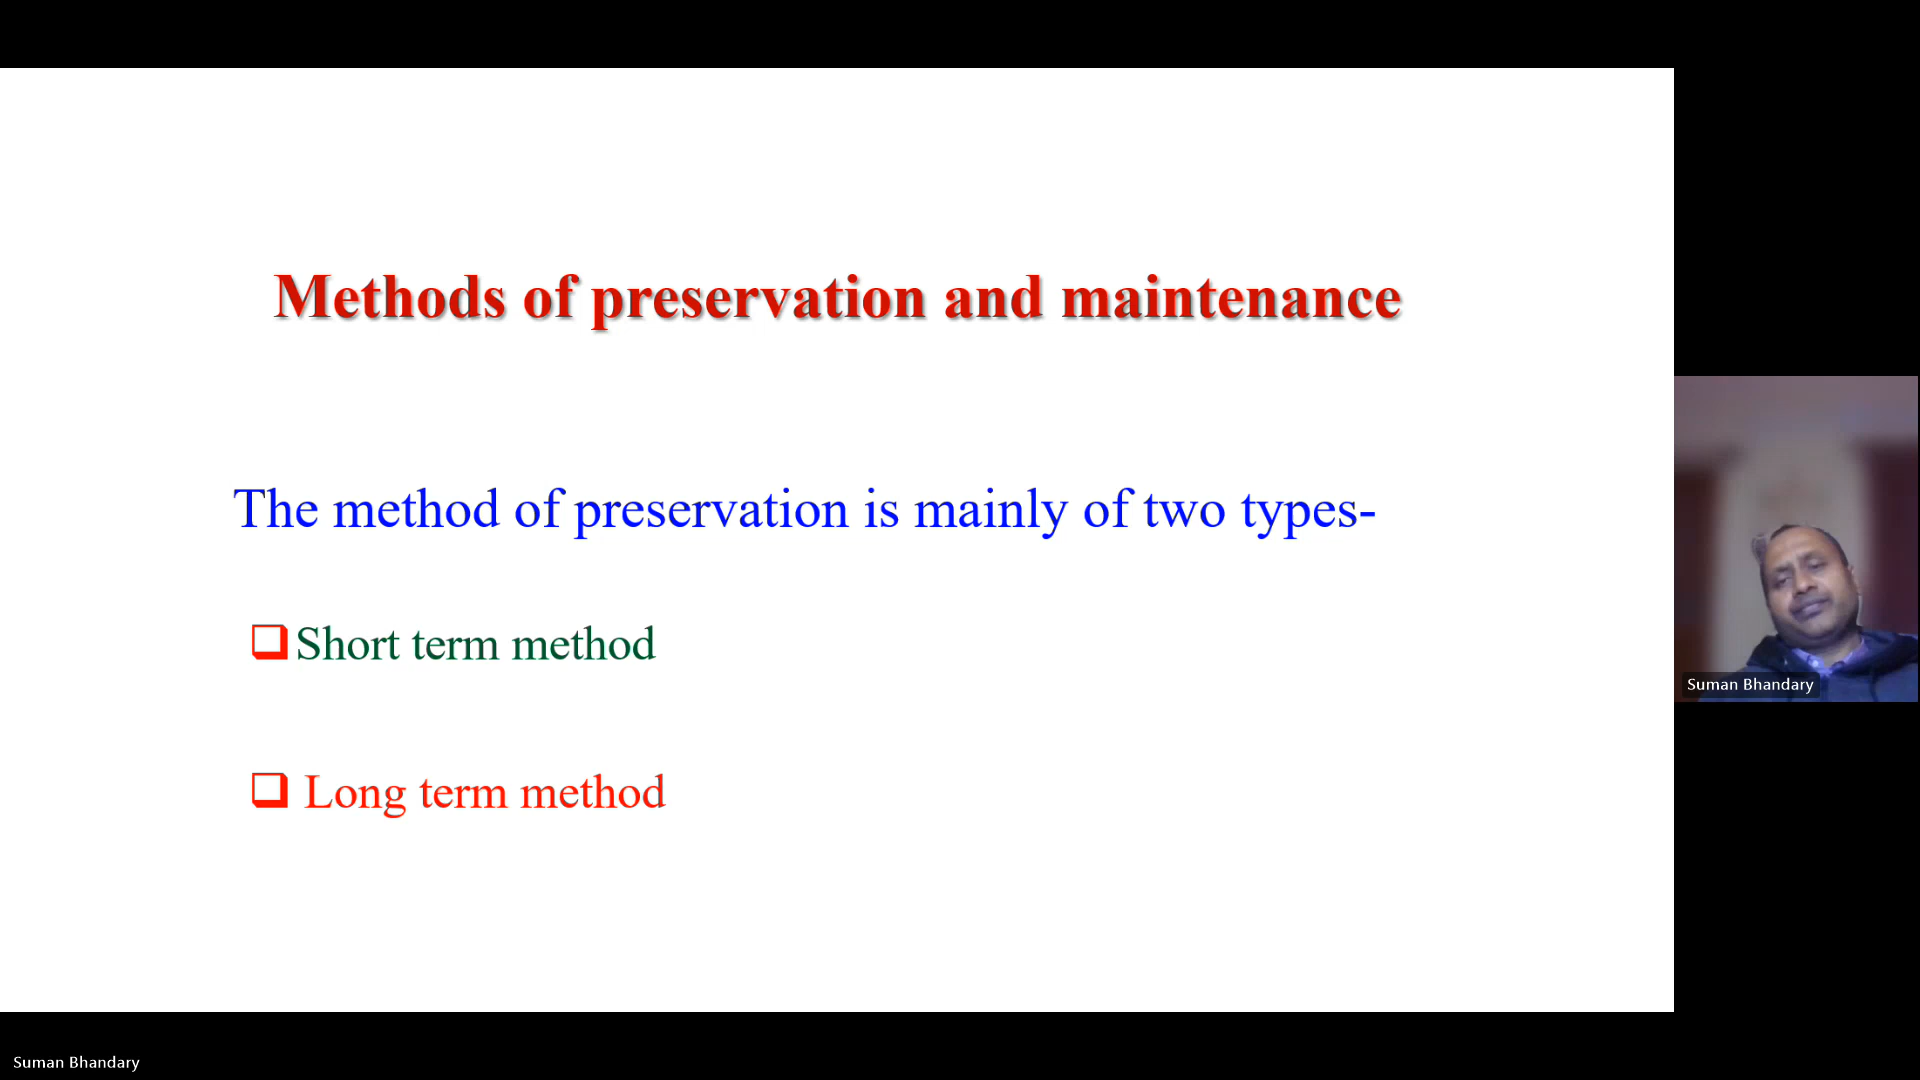 Methods of preservation and maintenance
The method of preservation is mainly of two types-
Short term method
Long term method
Suman Bhandary
Suman Bhandary